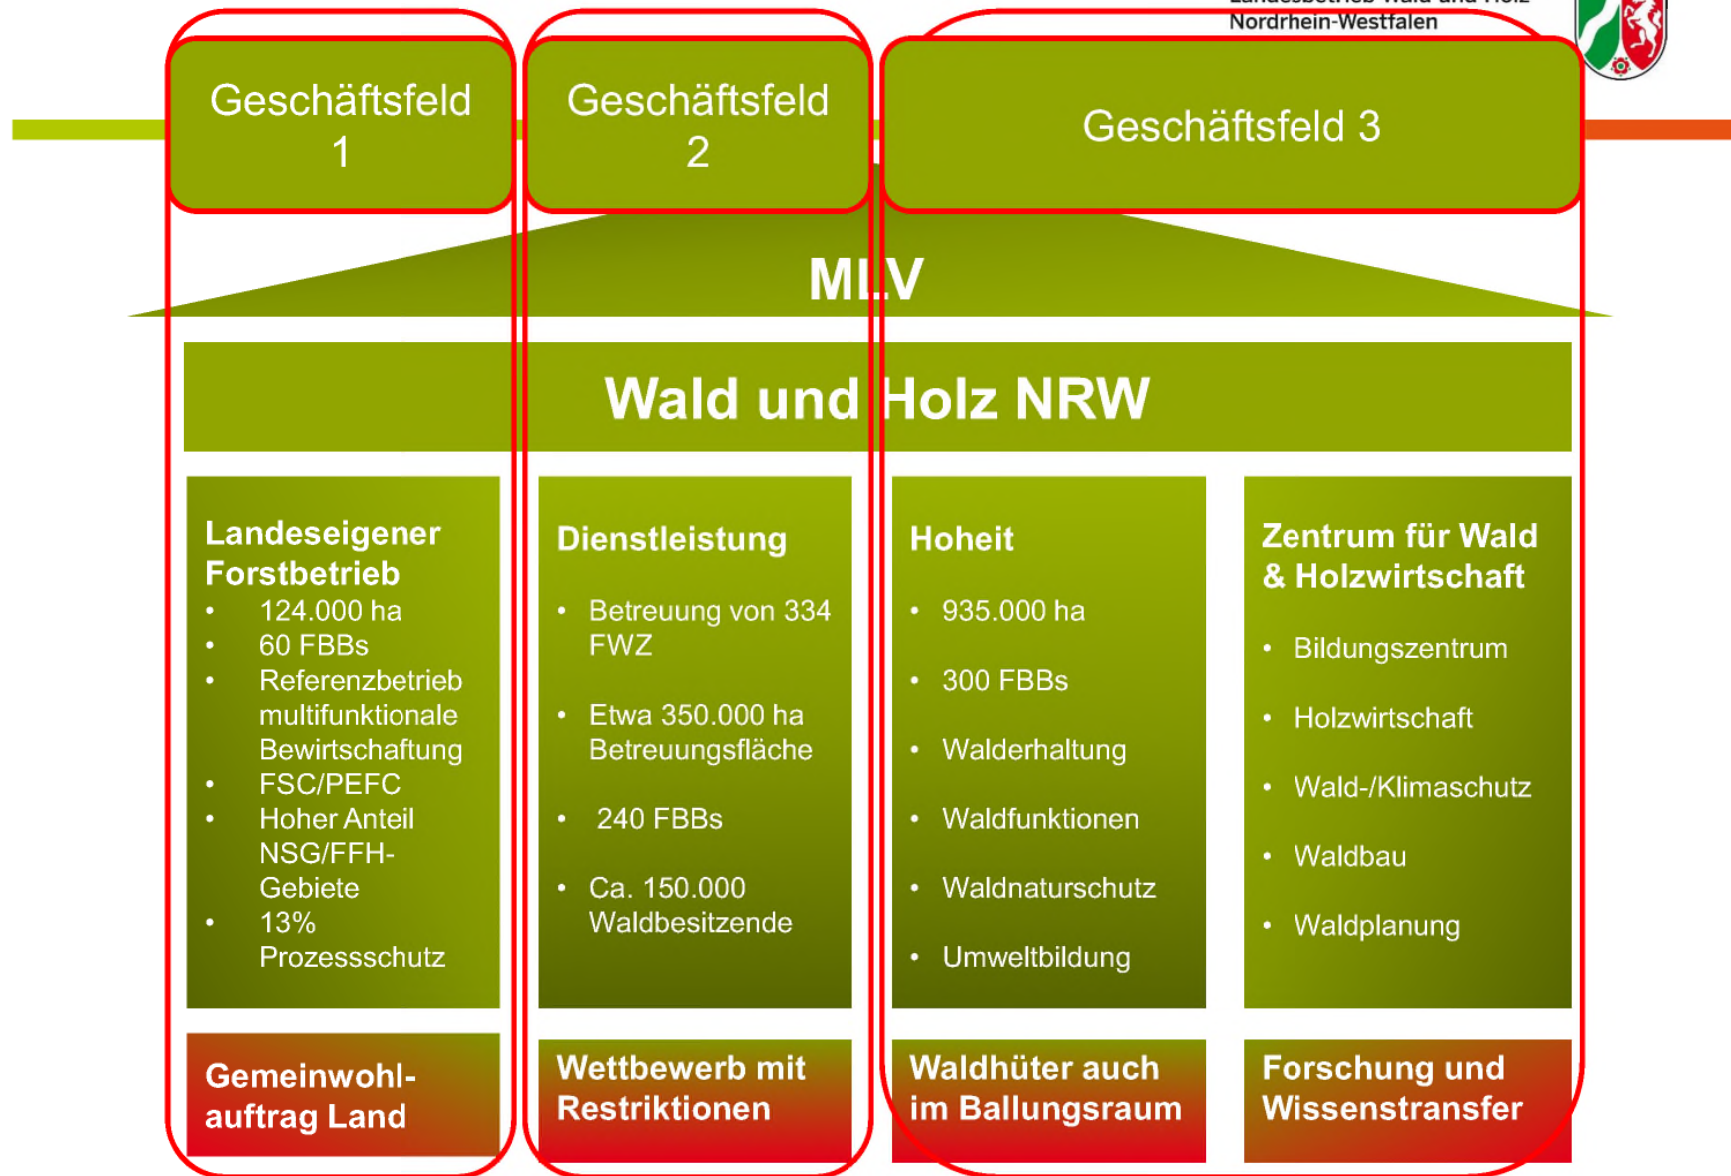 Landesbetrieb Wald und Holz
Nordrhein-Westfalen
Geschäftsfeld
1
Geschäftsfeld
2
Geschäftsfeld 3
MLV
Wald und Holz NRW
Landeseigener
Forstbetrieb
• 124.000 ha
• 60 FBBs
• Referenzbetrieb
multifunktionale
Bewirtschaftung
• FSC/PEFC
• Hoher Anteil
NSG/FFH-
Gebiete
• 13%
Prozessschutz
Gemeinwohl-
auftrag Land
Dienstleistung
• Betreuung von 334
FWZ
• Etwa 350.000 ha
Betreuungsfläche
• 240 FBBs
• Ca. 150.000
Waldbesitzende
Wettbewerb mit
Restriktionen
Hoheit
• 935.000 ha
• 300 FBBs
• Walderhaltung
• Waldfunktionen
• Waldnaturschutz
• Umweltbildung
Waldhüter auch
im Ballungsraum
Zentrum für Wald
& Holzwirtschaft
• Bildungszentrum
• Holzwirtschaft
• Wald-/Klimaschutz
• Waldbau
• Waldplanung
Forschung und
Wissenstransfer